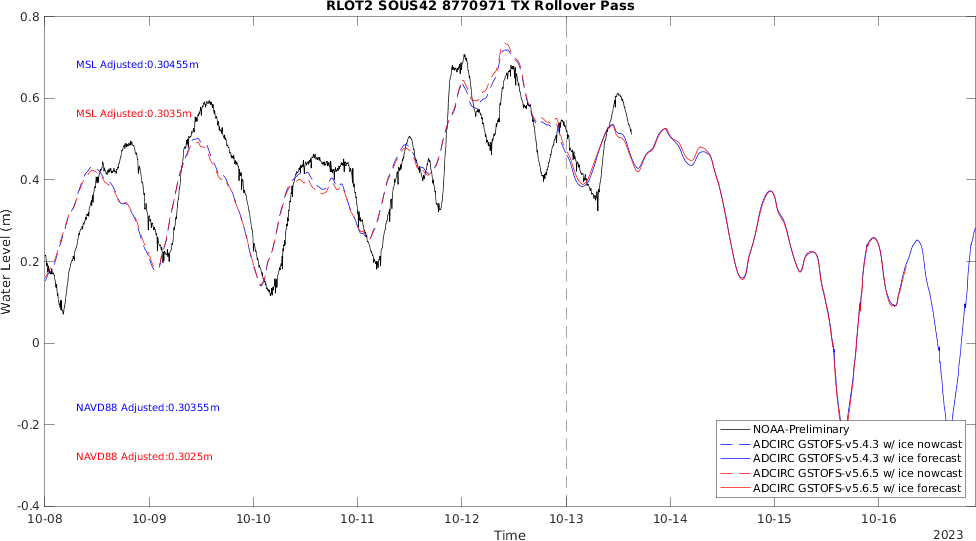 RLOT2 SOUS42 8770971 TX Rollover Pass
0.8
0.6
0.4
0.2
0
-0.2
-0.4
Water Level (m)
MSL Adjusted:0.30455m
MSL Adjusted:0.3035m
NAVD88 Adjusted:0.30355m
NAVD88 Adjusted:0.3025m
NOAA-Preliminary
ADCIRC GSTOFS-v5.4.3 w/ ice nowcast
ADCIRC GSTOFS-v5.4.3 w/ ice forecast
ADCIRC GSTOFS-v5.6.5 w/ ice nowcast
ADCIRC GSTOFS-v5.6.5 w/ ice forecast
10-08 10-09 10-10 10-11 10-12 10-13 10-14 10-15 10-16
Time
2023